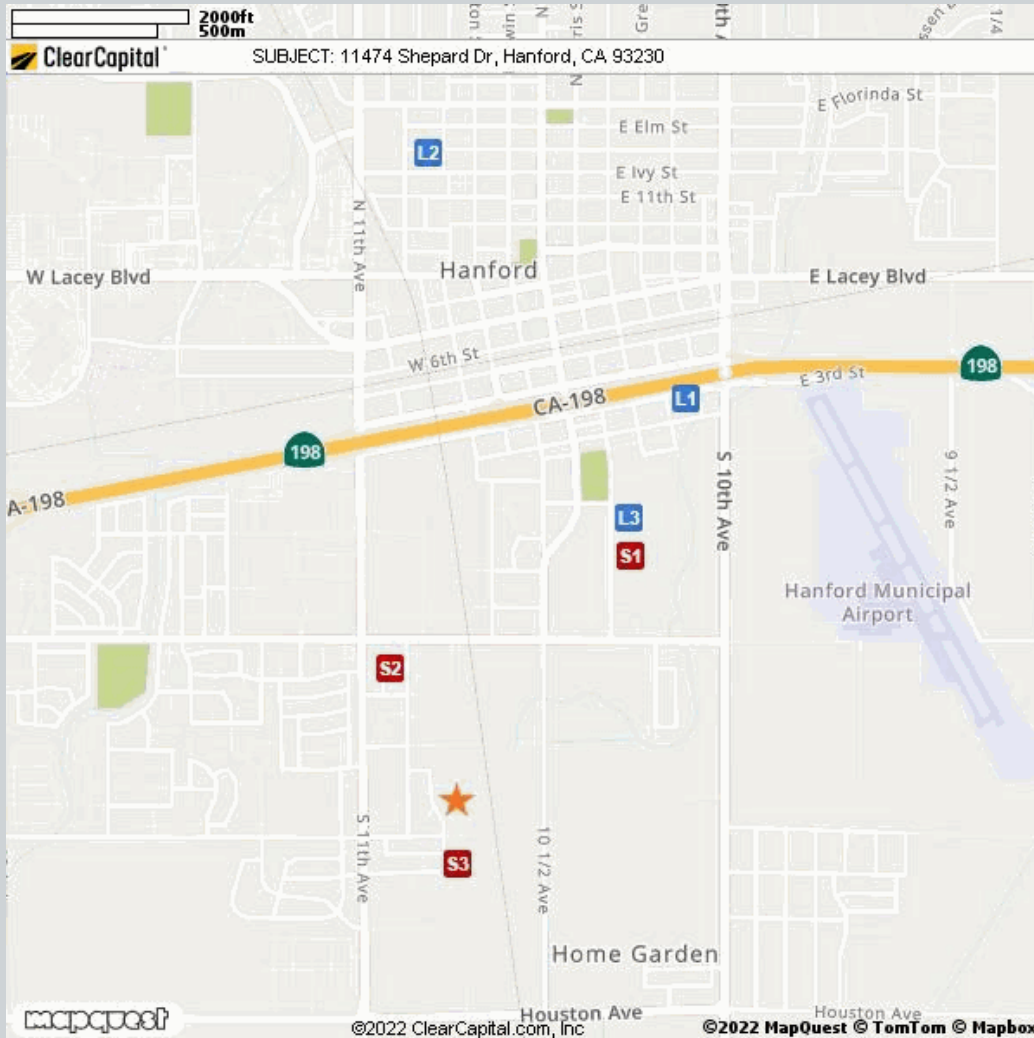 2000ft
500m
ClearCapital
SUBJECT: 11474 Shepard Dr, Hanford, CA 93230
N
1/4
N
E Florinda St
E Elm St
L2
E Ivy St
E 11th St
N 11th Ave
W Lacey Blvd
Hanford
E Lacey Blvd
W 6th St
198
E 3rd St
CA-198
L1
198
A-198
S 10th Ave
9 1/2 Ave
L3
S1
Hanford Municipal
Airport
S2
S 11th Ave
10 1/2 Ave
S3
Home Garden
Houston Ave
Houston Ave
mapquest
©2022 ClearCapital.com, Inc
©2022 MapQuest © TomTom © Mapbox